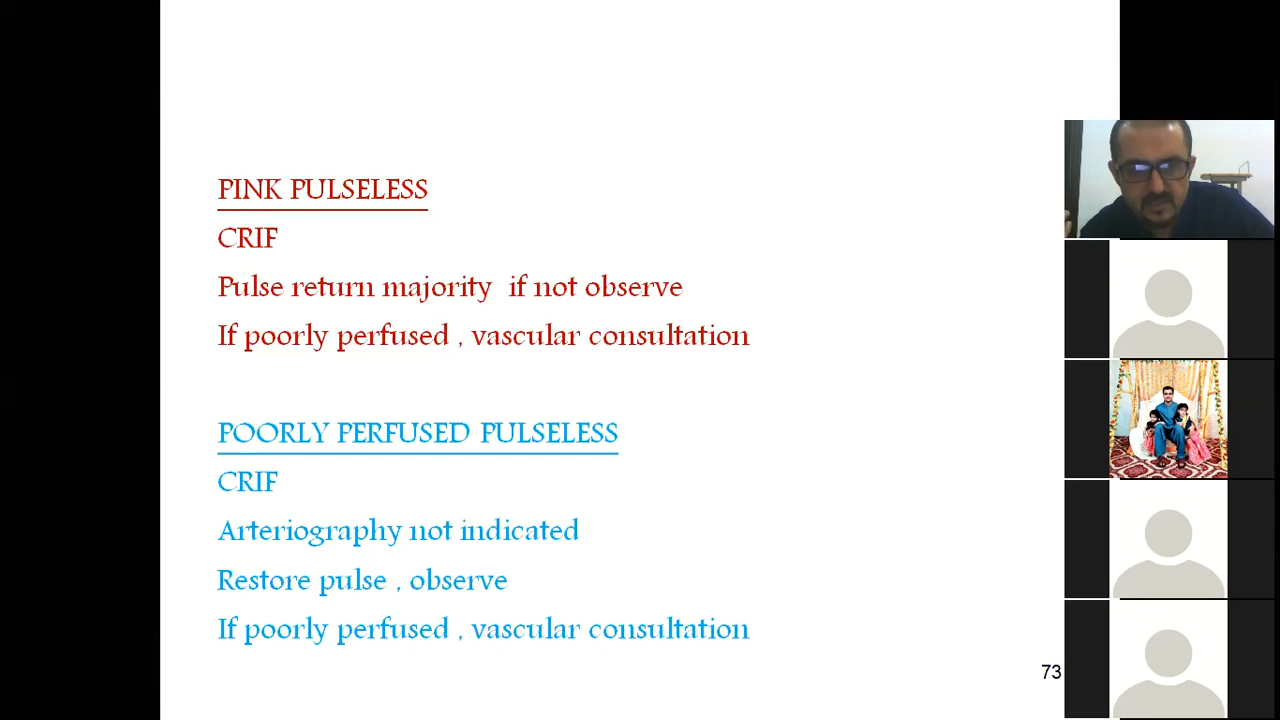 PINK PULSELESS
CRIF
Pulse return majority if not observe
If poorly perfused , vascular consultation
POORLY PERFUSED PULSELESS
CRIF
Arteriography not indicated
Restore pulse , observe
If poorly perfused , vascular consultation
73